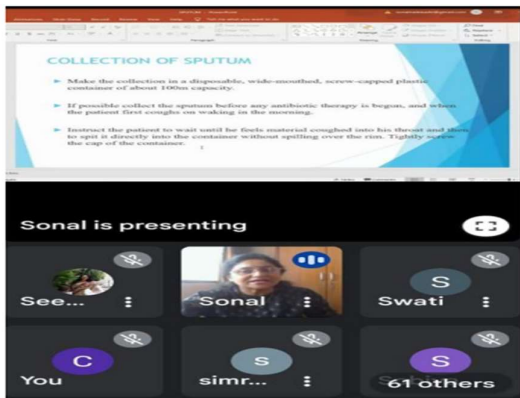 COLLECTION OF SPUTUM
Make the collection in a disposable, wide-mouthed, screw-capped plastic
container of about 100m capacity.
If possible collect the sputum before any antibiotic therapy is begun, and when
the patient first coughs on waking in the morning.
Instruct the patient to wait until he feels material coughed into his throat and then
to spit it directly into the container without spilling over the rim. Tightly screw
the cap of the container.
Sonal is presenting
See...
Sonal
S
Swati
C
You
s
simr...
S
61 others